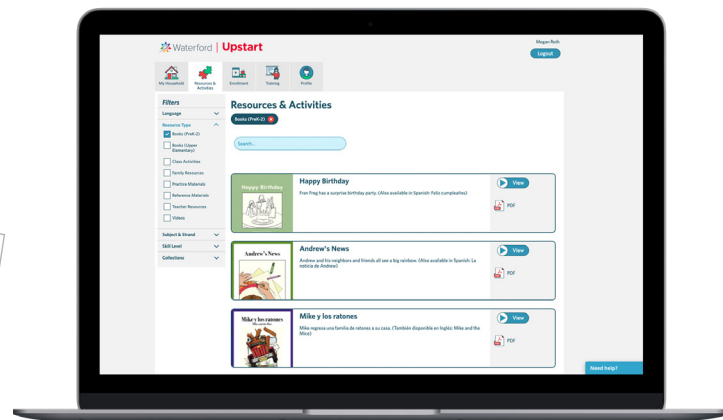 Waterford | Upstart
Megan Roth
Logout
My Household
Resources &
Activities
Enrollment
Training
Profile
Filters
Language
Resource Type
Books (PreK-2)
Books (Upper
Elementary)
Class Activities
Family Resources
Practice Materials
Reference Materials
Teacher Resources
Videos
Subject & Strand
Skill Level
Collections
Resources & Activities
Books (PreK-2)
Search...
Happy Birthday
Happy Birthday
Fran Frog has a surprise birthday party. (Also available in Spanish: Feliz cumpleaños)
View
PDF
Andrew's News
Andrew's News
Andrew and his neighbors and friends all see a big rainbow. (Also available in Spanish: La
noticia de Andrew)
View
PDF
Mike y los ratones
Mike y los ratones
Mike regresa una familia de ratones a su casa. (También disponible en Inglés: Mike and the
Mice)
View
PDF
Need help?